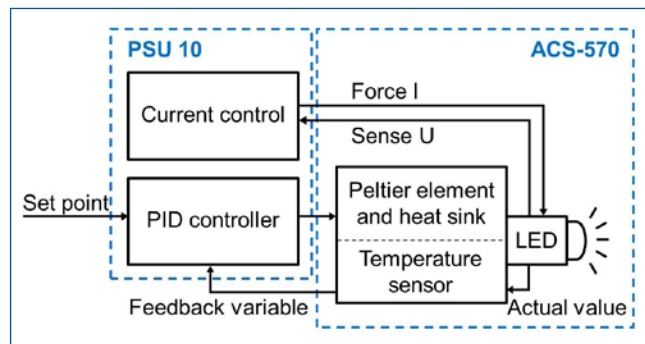 PSU 10
ACS-570
Current control
Force I
Sense U
Set point
PID controller
Peltier element
and heat sink
LED
Temperature
sensor
Feedback variable
Actual value